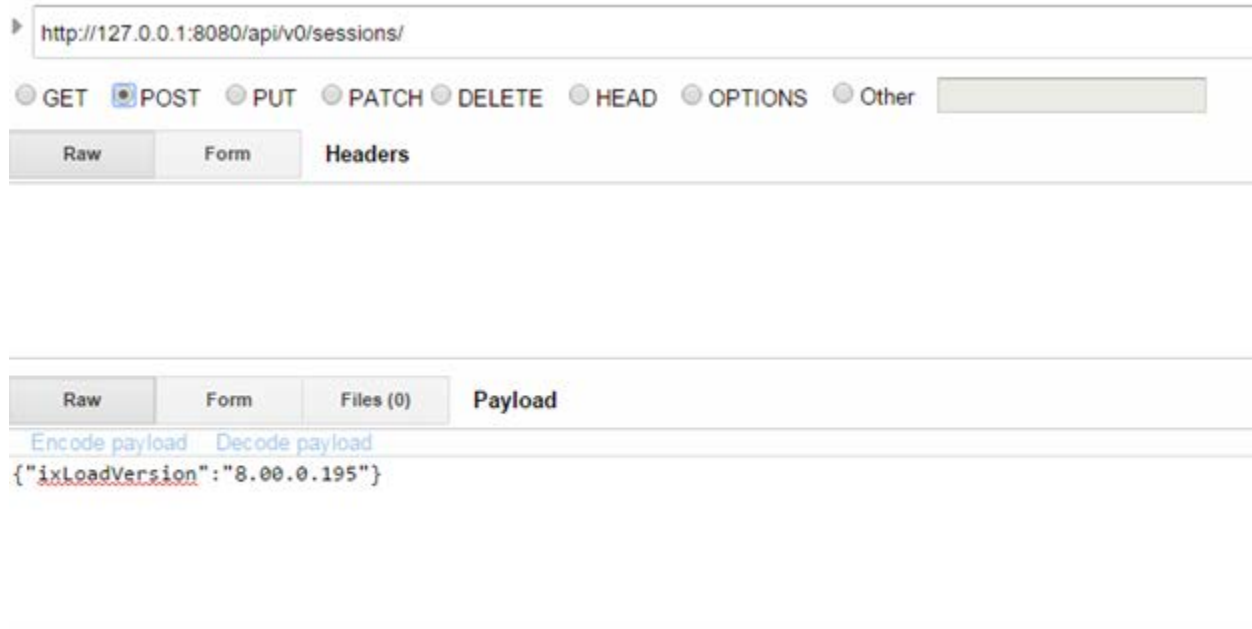 http://127.0.0.1:8080/api/v0/sessions/
GET POST PUT PATCH DELETE HEAD OPTIONS Other
Raw Form Headers
Raw Form Files (0) Payload
Encode payload Decode payload
{"ixLoadVersion":"8.00.0.195"}